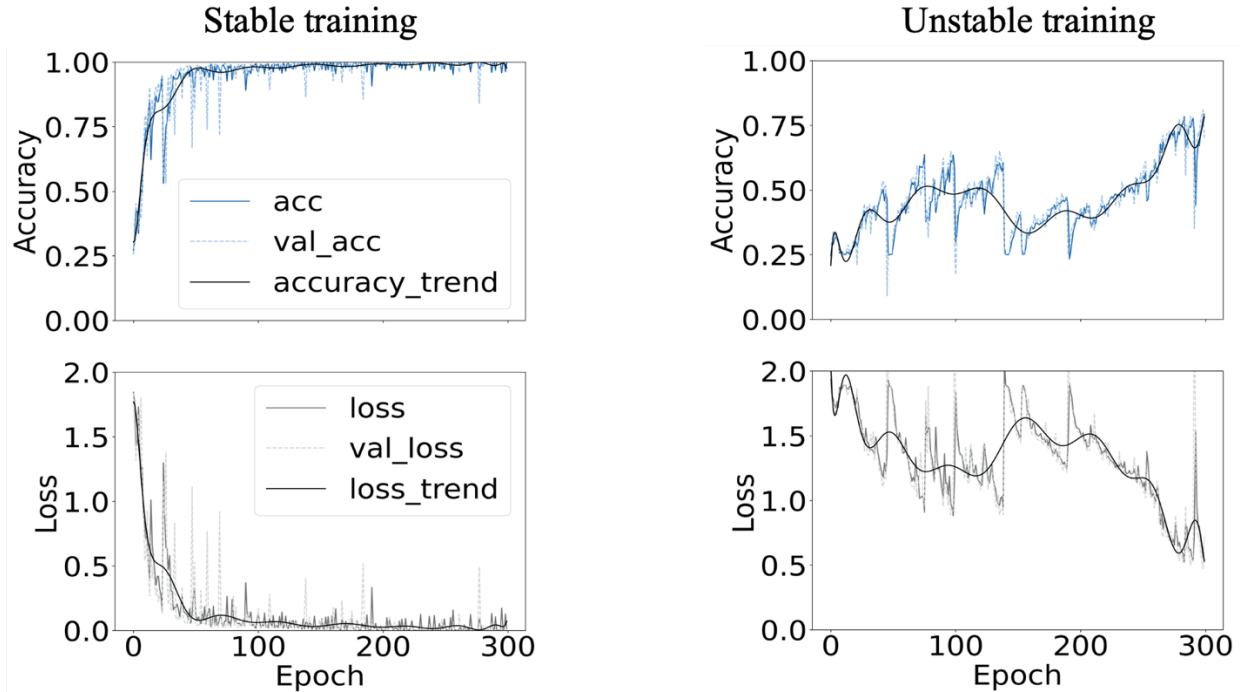 Stable training
Unstable training
Accuracy
1.00
0.75
0.50
0.25
0.00
acc
val_acc
accuracy_trend
Accuracy
1.00
0.75
0.50
0.25
0.00
Loss
2.0
1.5
1.0
0.5
0.0
loss
val_loss
loss_trend
0 100 200 300
Epoch
Loss
2.0
1.5
1.0
0.5
0.0
0 100 200 300
Epoch